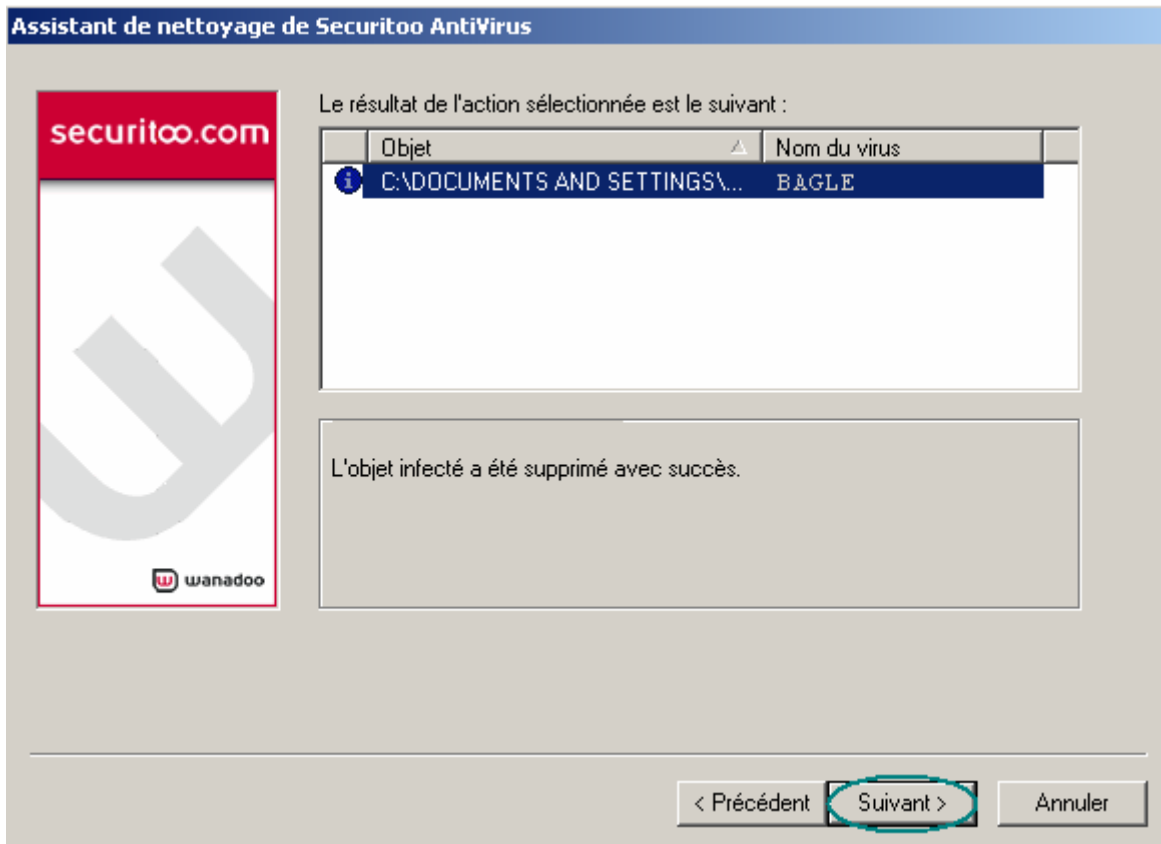 Assistant de nettoyage de Securitoo AntiVirus
securitoo.com
Le résultat de l'action sélectionnée est le suivant :
Objet Nom du virus
C:\DOCUMENTS AND SETTINGS\... BAGLE
L'objet infecté a été supprimé avec succès.
wanadoo
< Précédent Suivant > Annuler